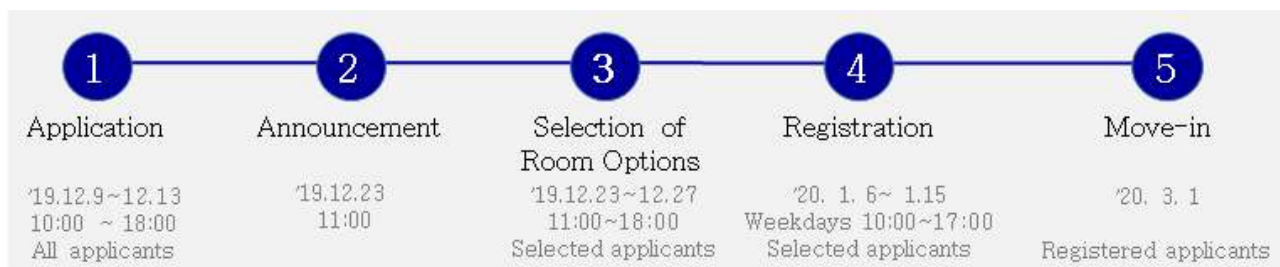 1
2
3
4
5
Application
Announcement
Selection of
Room Options
Registration
Move-in
'19.12.9~12.13
10:00 ~ 18:00
All applicants
'19.12.23
11:00
'19.12.23~12.27
11:00~18:00
Selected applicants
'20. 1. 6~ 1.15
Weekdays 10:00~17:00
Selected applicants
'20. 3. 1
Registered applicants